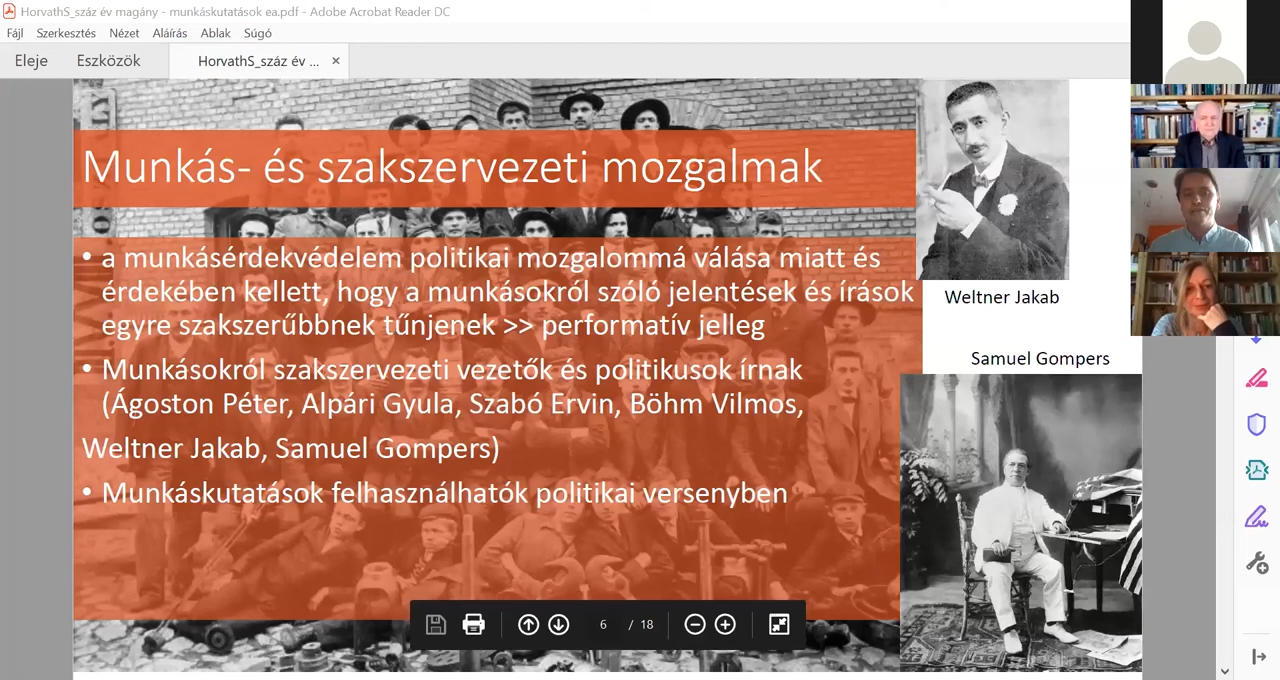 HorvathS_száz év magány - munkáskutatások ea.pdf - Adobe Acrobat Reader DC
Fájl Szerkesztés Nézet Aláírás Ablak Súgó
Eleje Eszközök HorvathS_száz év ... ×
Munkás- és szakszervezeti mozgalmak
• a munkásérdekvédelem politikai mozgalommá válása miatt és
érdekében kellett, hogy a munkásokról szóló jelentések és írások
egyre szakszerűbbnek tűnjenek >> performatív jelleg
• Munkásokról szakszervezeti vezetők és politikusok írnak
(Ágoston Péter, Alpári Gyula, Szabó Ervin, Böhm Vilmos,
Weltner Jakab, Samuel Gompers)
• Munkáskutatások felhasználhatók politikai versenyben
Weltner Jakab
Samuel Gompers
6 / 18